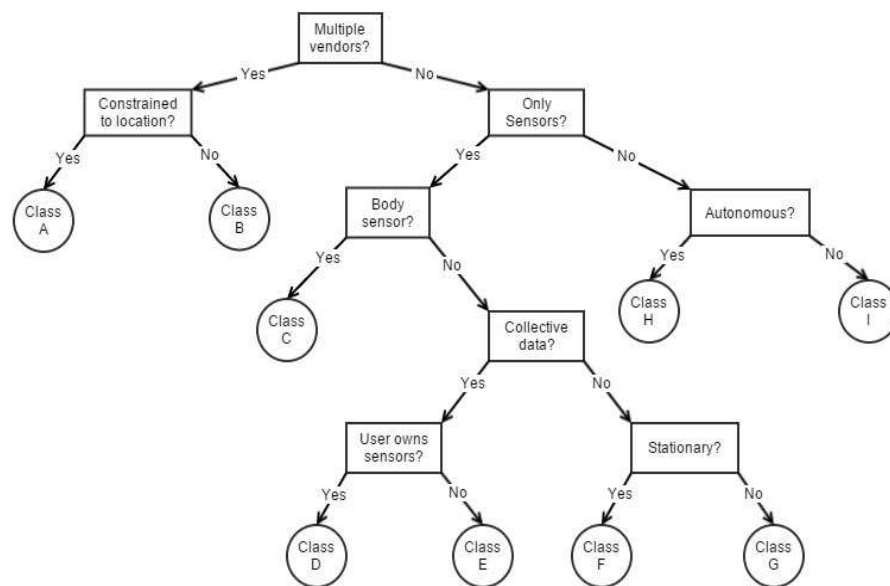 Multiple
vendors?
Yes
No
Constrained
to location?
Only
Sensors?
Yes
No
Yes
No
Class
A
Class
B
Body
sensor?
Autonomous?
Yes
No
Yes
No
Class
C
Class
H
Class
I
Collective
data?
Yes
No
User owns
sensors?
Stationary?
Yes
No
Yes
No
Class
D
Class
E
Class
F
Class
G